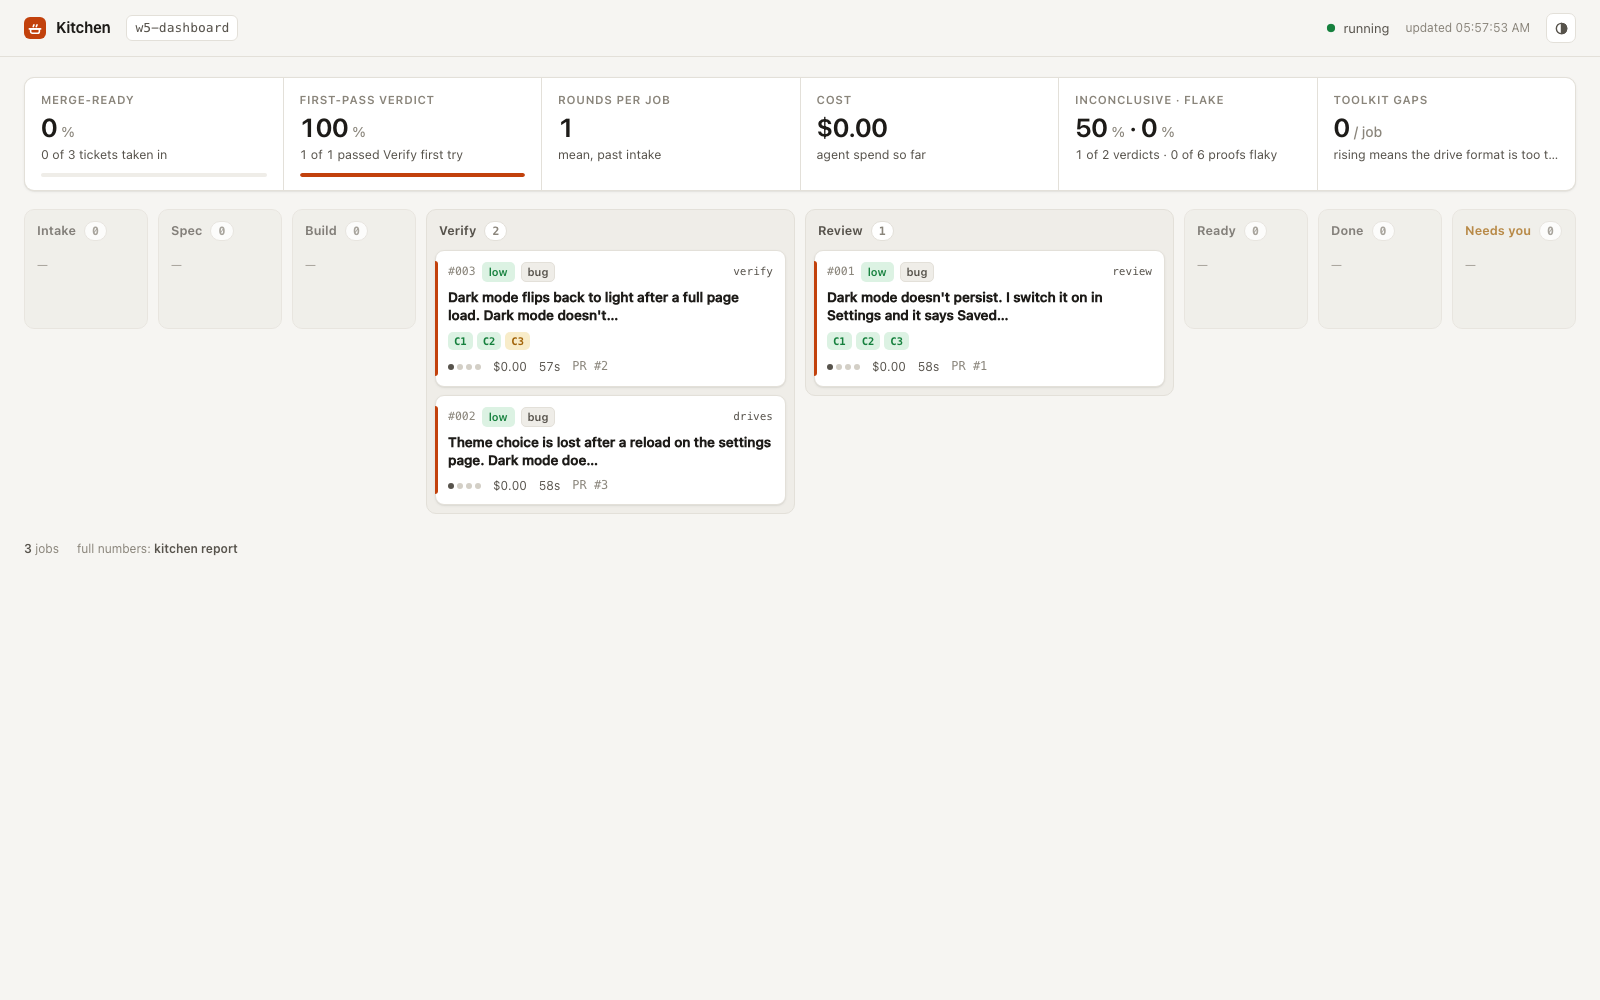 Kitchen
w5-dashboard
running
updated 05:57:53 AM
MERGE-READY
0 %
0 of 3 tickets taken in
FIRST-PASS VERDICT
100 %
1 of 1 passed Verify first try
ROUNDS PER JOB
1
mean, past intake
COST
$0.00
agent spend so far
INCONCLUSIVE · FLAKE
50 % · 0 %
1 of 2 verdicts · 0 of 6 proofs flaky
TOOLKIT GAPS
0 / job
rising means the drive format is too t...
Intake 0
—
Spec 0
—
Build 0
—
Verify 2
#003 low bug verify
Dark mode flips back to light after a full page
load. Dark mode doesn't...
C1 C2 C3
$0.00 57s PR #2
#002 low bug drives
Theme choice is lost after a reload on the settings
page. Dark mode doe...
$0.00 58s PR #3
Review 1
#001 low bug review
Dark mode doesn't persist. I switch it on in
Settings and it says Saved...
C1 C2 C3
$0.00 58s PR #1
Ready 0
—
Done 0
—
Needs you 0
—
3 jobs full numbers: kitchen report